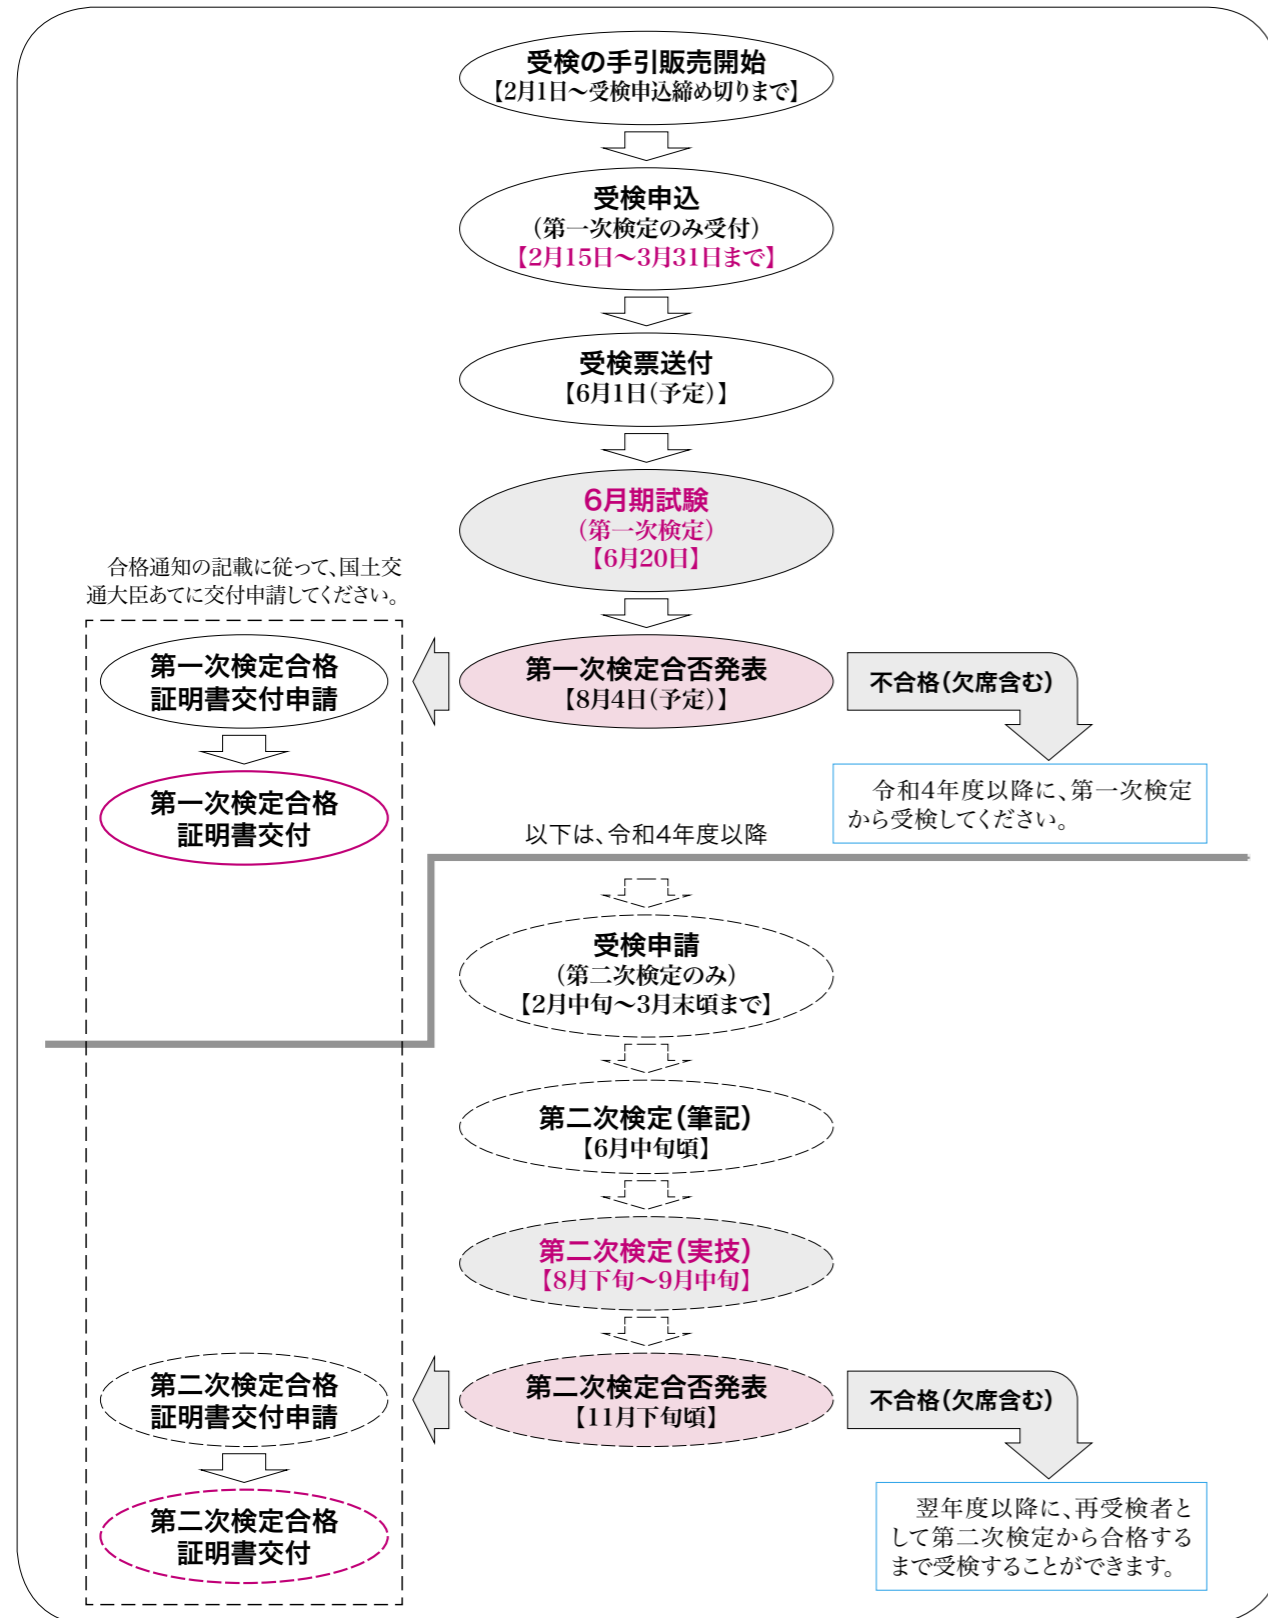 受検の手引販売開始
【2月1日～受検申込締め切りまで】
受検申込
(第一次検定のみ受付)
【2月15日～3月31日まで】
受検票送付
【6月1日(予定)】
6月期試験
(第一次検定)
【6月20日】
合格通知の記載に従って、国土交
通大臣あてに交付申請してください。
第一次検定合格
証明書交付申請
第一次検定合否発表
【8月4日(予定)】
不合格(欠席含む)
第一次検定合格
証明書交付
令和4年度以降に、第一次検定
から受検してください。
以下は、令和4年度以降
受検申請
(第二次検定のみ)
【2月中旬～3月末頃まで】
第二次検定(筆記)
【6月中旬頃】
第二次検定(実技)
【8月下旬～9月中旬】
第二次検定合格
証明書交付申請
第二次検定合否発表
【11月下旬頃】
不合格(欠席含む)
第二次検定合格
証明書交付
翌年度以降に、再受検者と
して第二次検定から合格する
まで受検することができます。